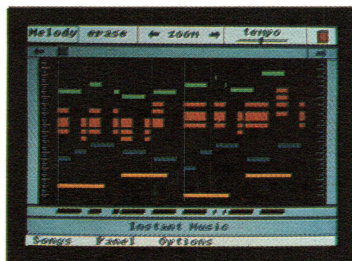 Melody erase ← zoom → tempo
Instant Music
Songs Panel Options